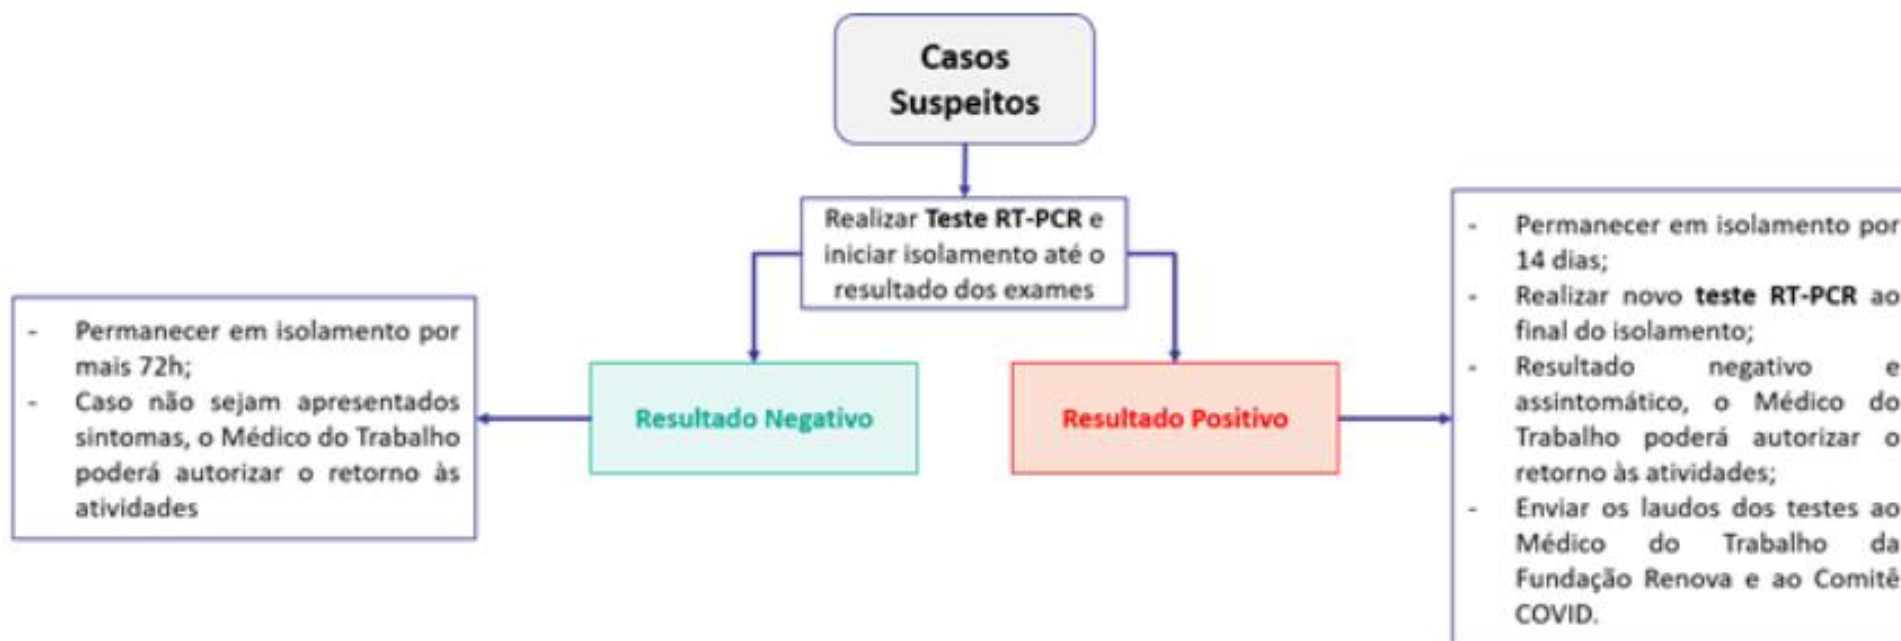 Casos
Suspeitos
Realizar Teste RT-PCR e
iniciar isolamento até o
resultado dos exames
- Permanecer em isolamento por
mais 72h;
- Caso não sejam apresentados
sintomas, o Médico do Trabalho
poderá autorizar o retorno às
atividades
Resultado Negativo
Resultado Positivo
- Permanecer em isolamento por
14 dias;
- Realizar novo teste RT-PCR ao
final do isolamento;
- Resultado negativo e
assintomático, o Médico do
Trabalho poderá autorizar o
retorno às atividades;
- Enviar os laudos dos testes ao
Médico do Trabalho da
Fundação Renova e ao Comitê
COVID.